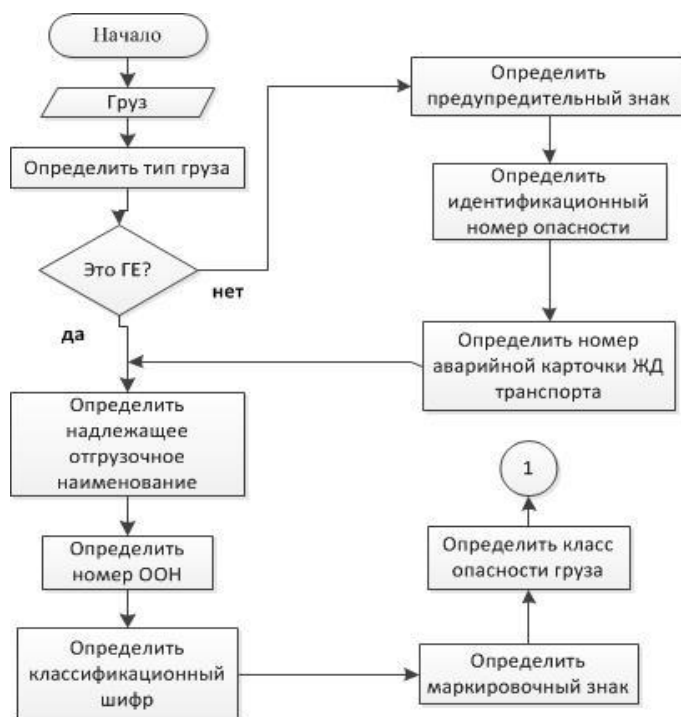 Начало
Груз
Определить тип груза
Это ГЕ?
нет
да
Определить
предупредительный знак
Определить
идентификационный
номер опасности
Определить номер
аварийной карточки ЖД
транспорта
Определить
надлежащее
отгрузочное
наименование
Определить
номер ООН
Определить
классификационный
шифр
Определить
маркировочный знак
Определить класс
опасности груза
1